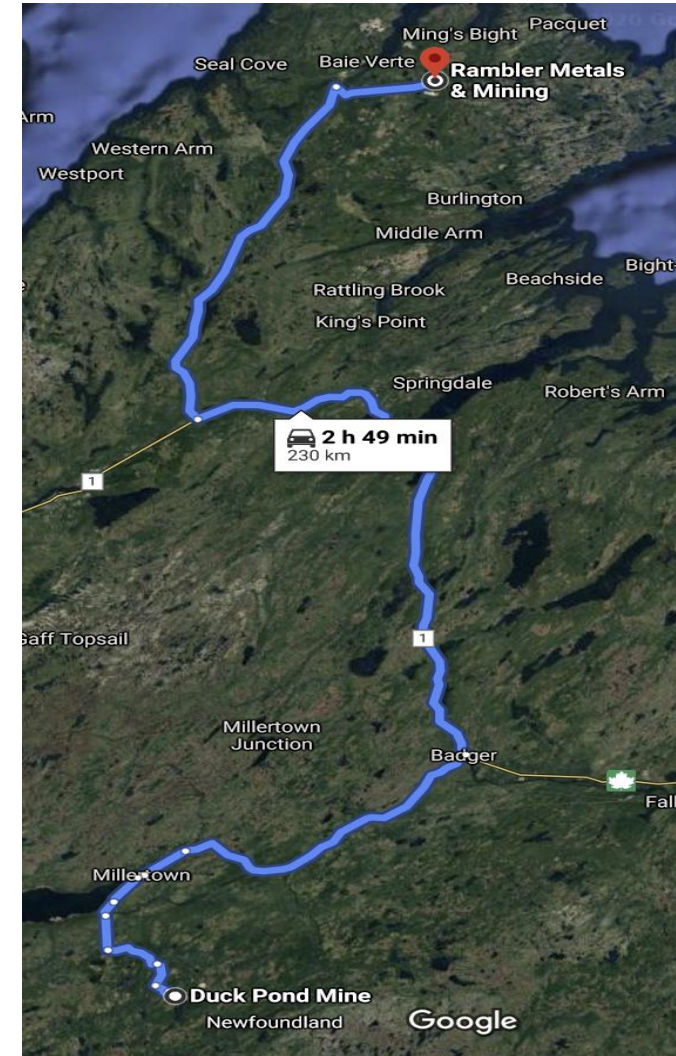 Pacquet
Ming's Bight
Baie Verte
Seal Cove
Rambler Metals
& Mining
Arm
Western Arm
Westport
Burlington
Middle Arm
Bight-
Beachside
Rattling Brook
King's Point
Springdale
Robert's Arm
2 h 49 min
230 km
1
1
Gaff Topsail
Millertown
Junction
Badger
Fall
Millertown
Duck Pond Mine
Newfoundland
Google